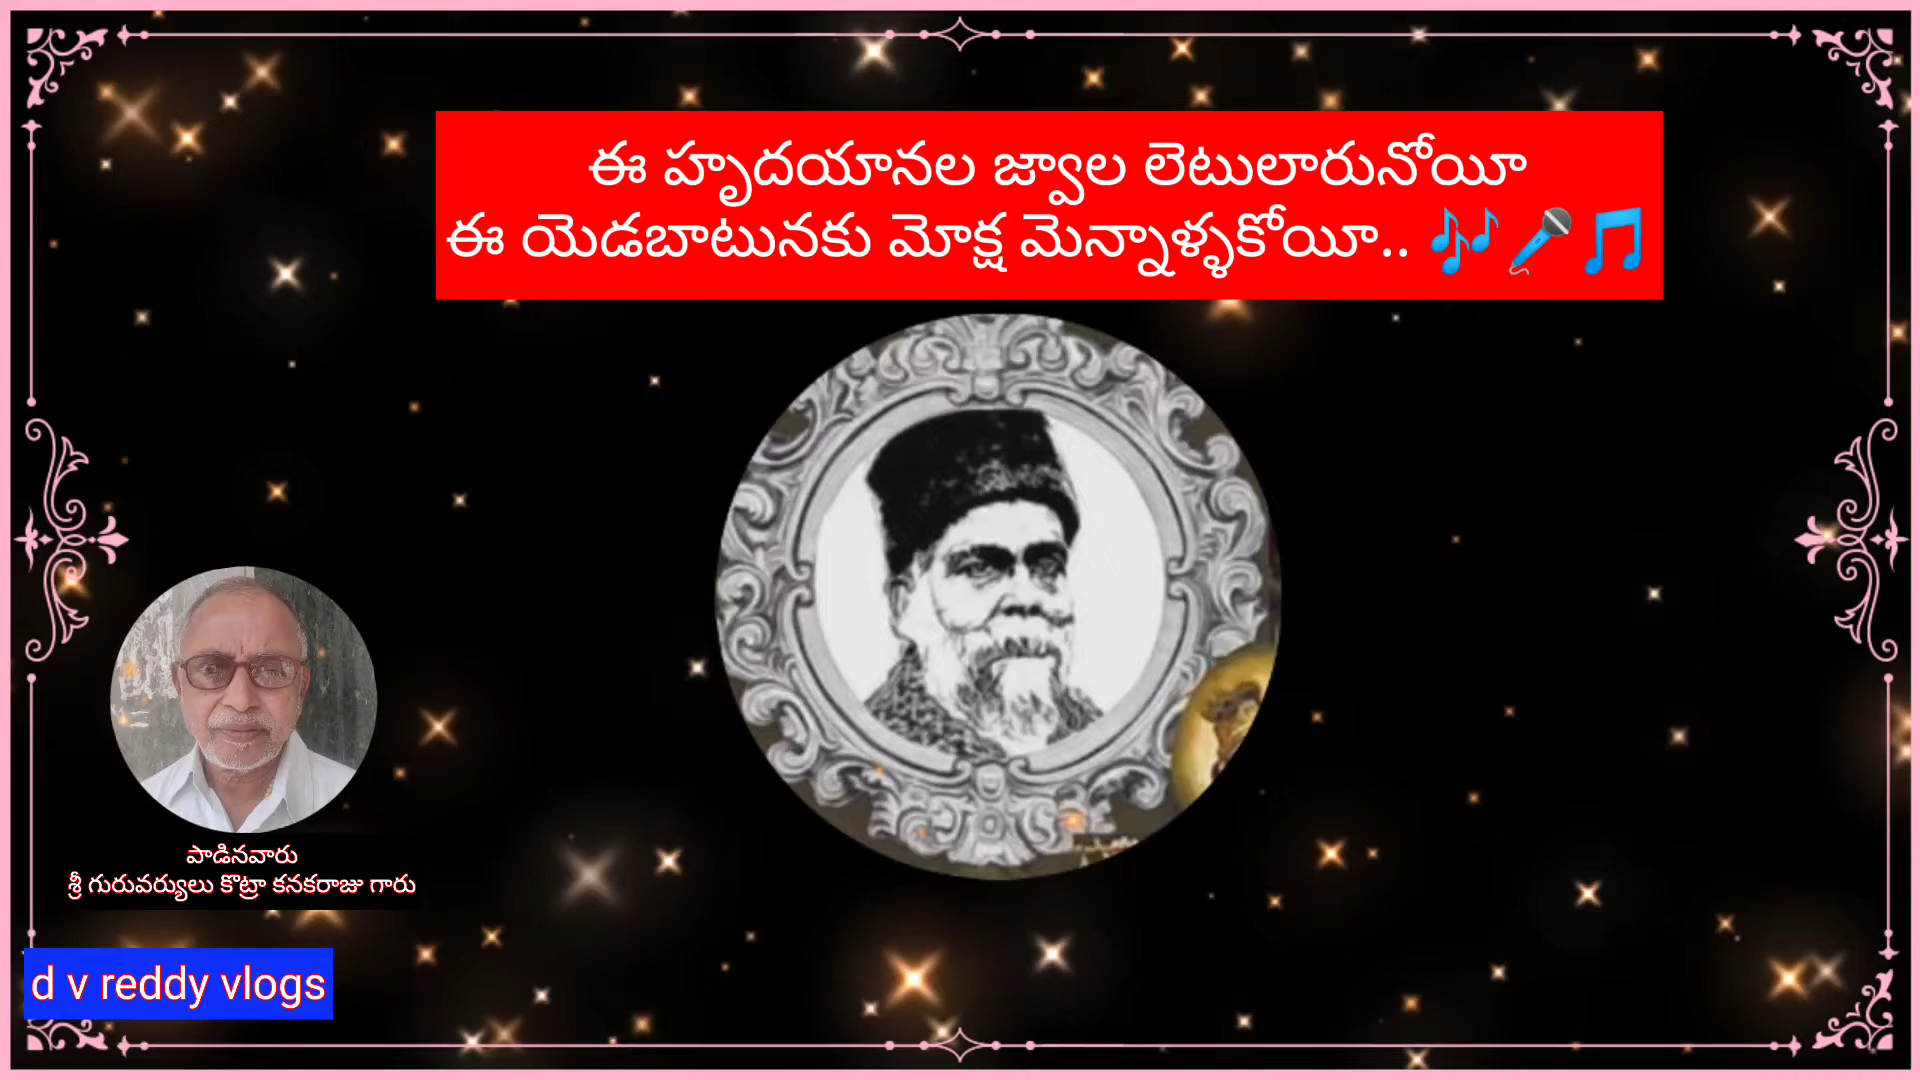 ఈ హృదయానల జ్వాల లెటులారునోయీ
ఈ యెడబాటునకు మోక్ష మెన్నాళ్ళకోయీ.. 🎶🎤🎵
పాడినవారు
శ్రీ గురువర్యులు కొట్రా కనకరాజు గారు
d v reddy vlogs